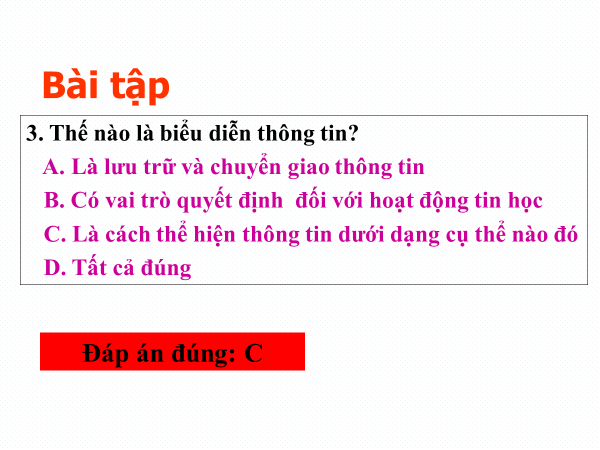 Bài tập
3. Thế nào là biểu diễn thông tin?
A. Là lưu trữ và chuyển giao thông tin
B. Có vai trò quyết định đối với hoạt động tin học
C. Là cách thể hiện thông tin dưới dạng cụ thể nào đó
D. Tất cả đúng
Đáp án đúng: C